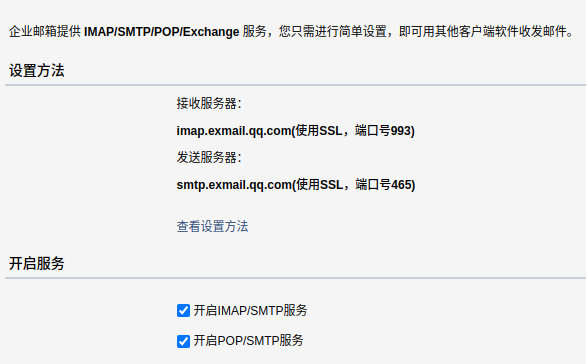 企业邮箱提供 IMAP/SMTP/POP/Exchange 服务，您只需进行简单设置，即可用其他客户端软件收发邮件。
设置方法
接收服务器：
imap.exmail.qq.com(使用SSL，端口号993)
发送服务器：
smtp.exmail.qq.com(使用SSL，端口号465)
查看设置方法
开启服务
开启IMAP/SMTP服务
开启POP/SMTP服务